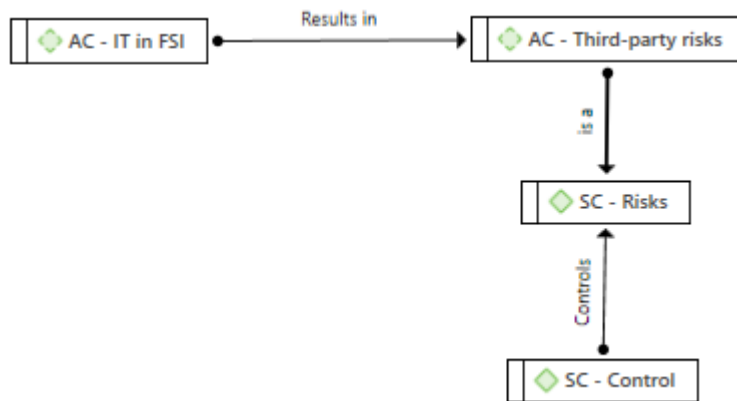 Results in
AC - IT in FSI
AC - Third-party risks
is a
SC - Risks
Controls
SC - Control